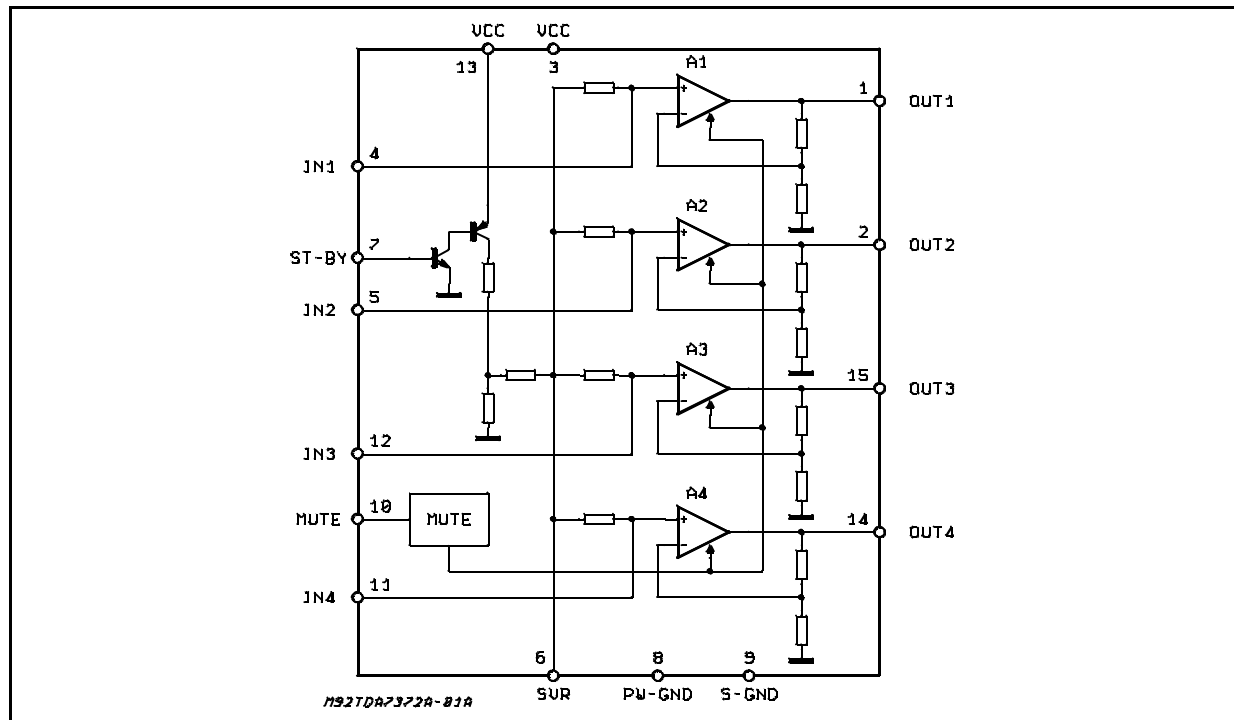 VCC VCC
13 3
A1
1 OUT1
4
IN1
A2
2 OUT2
7
ST-BY
5
IN2
A3
15 OUT3
12
IN3
A4
10
MUTE MUTE
14 OUT4
11
IN4
6 8 9
SVR PW-GND S-GND
M92TDA7372A-01A